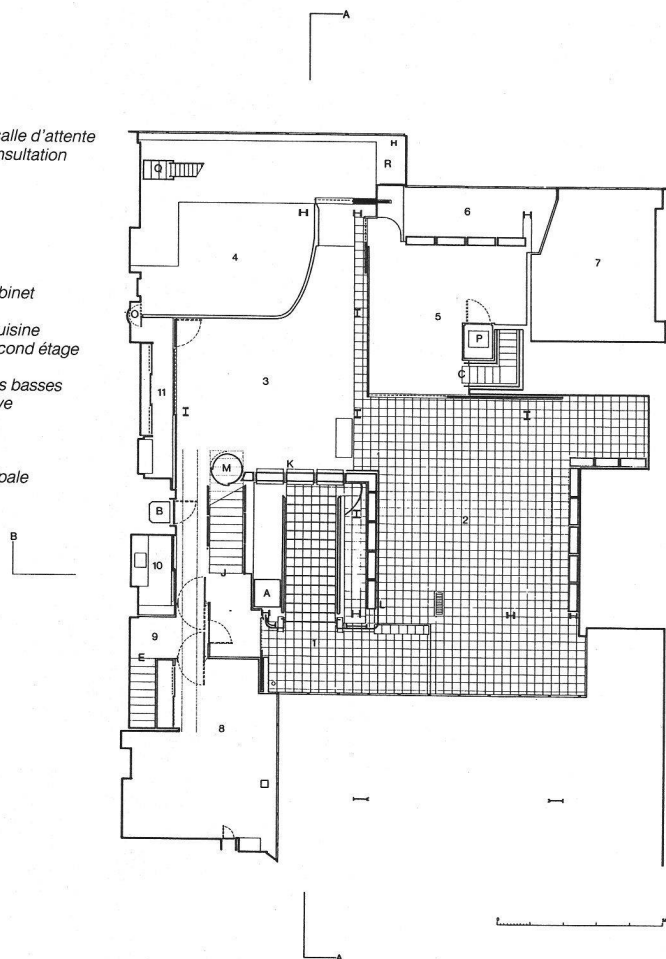 A
salle d'attente
nsultation
H
R
Q
6
4
7
binet
O
5
uisine
cond étage
P
C
11
3
s basses
ve
M
K
pale
B
2
B
10
J
A
L
9
1
E
8
A